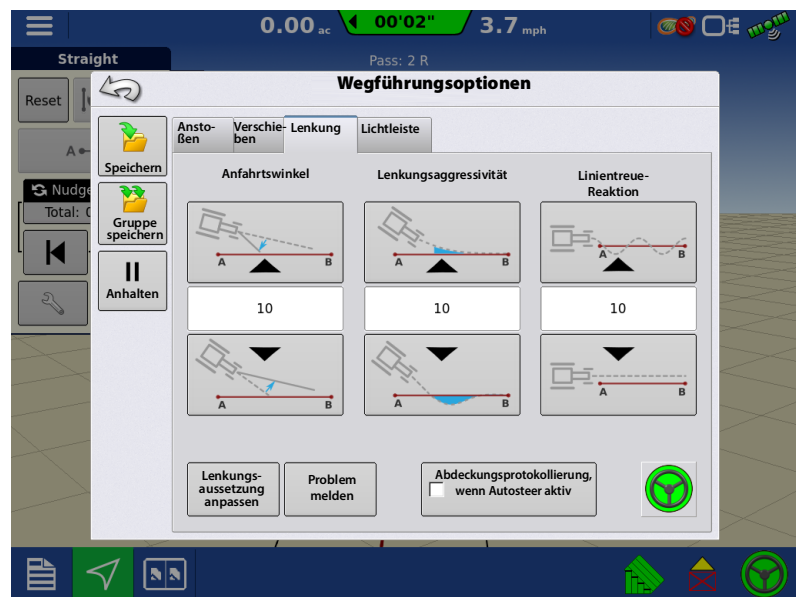 0.00 ac
00'02"
3.7 mph
Straight
Pass: 2 R
Wegführungsoptionen
Reset
Ansto-
ßen
Verschie-
ben
Lenkung
Lichtleiste
A
Speichern
Anfahrtswinkel
Lenkungsaggressivität
Linientreue-
Reaktion
Nudge
Total:
Gruppe
speichern
A B
A B
A B
Anhalten
10
10
10
A B
A B
A B
Lenkungs-
aussetzung
anpassen
Problem
melden
Abdeckungsprotokollierung,
wenn Autosteer aktiv